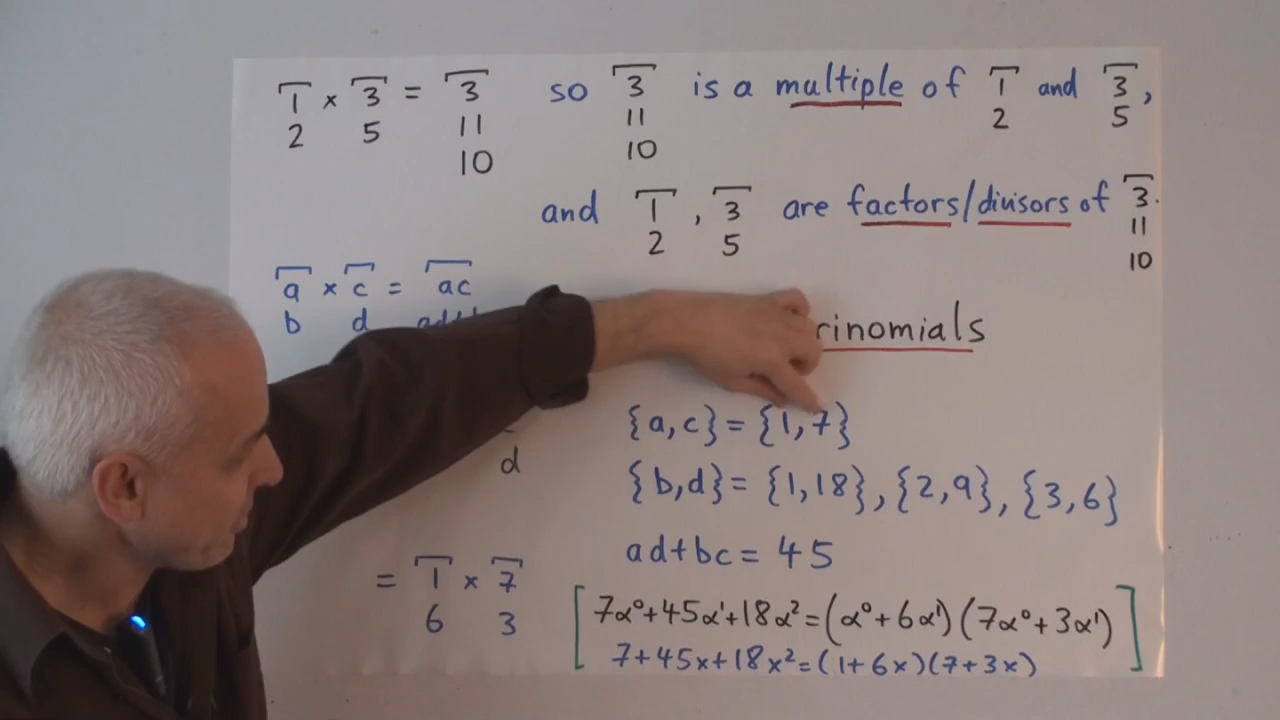 1 × 3 = 3 so 3 is a multiple of 1 and 3,
2 5 11 11 2 5
10 10
and 1 , 3 are factors/divisors of 3.
2 5 11
10
a × c = ac
b d
rinomials
{a,c} = {1,7}
d
{b,d} = {1,18}, {2,9}, {3,6}
ad+bc = 45
= 1 × 7
6 3
[7α⁰+45α¹+18α²=(α⁰+6α¹)(7α⁰+3α¹)
7+45x+18x²=(1+6x)(7+3x)]